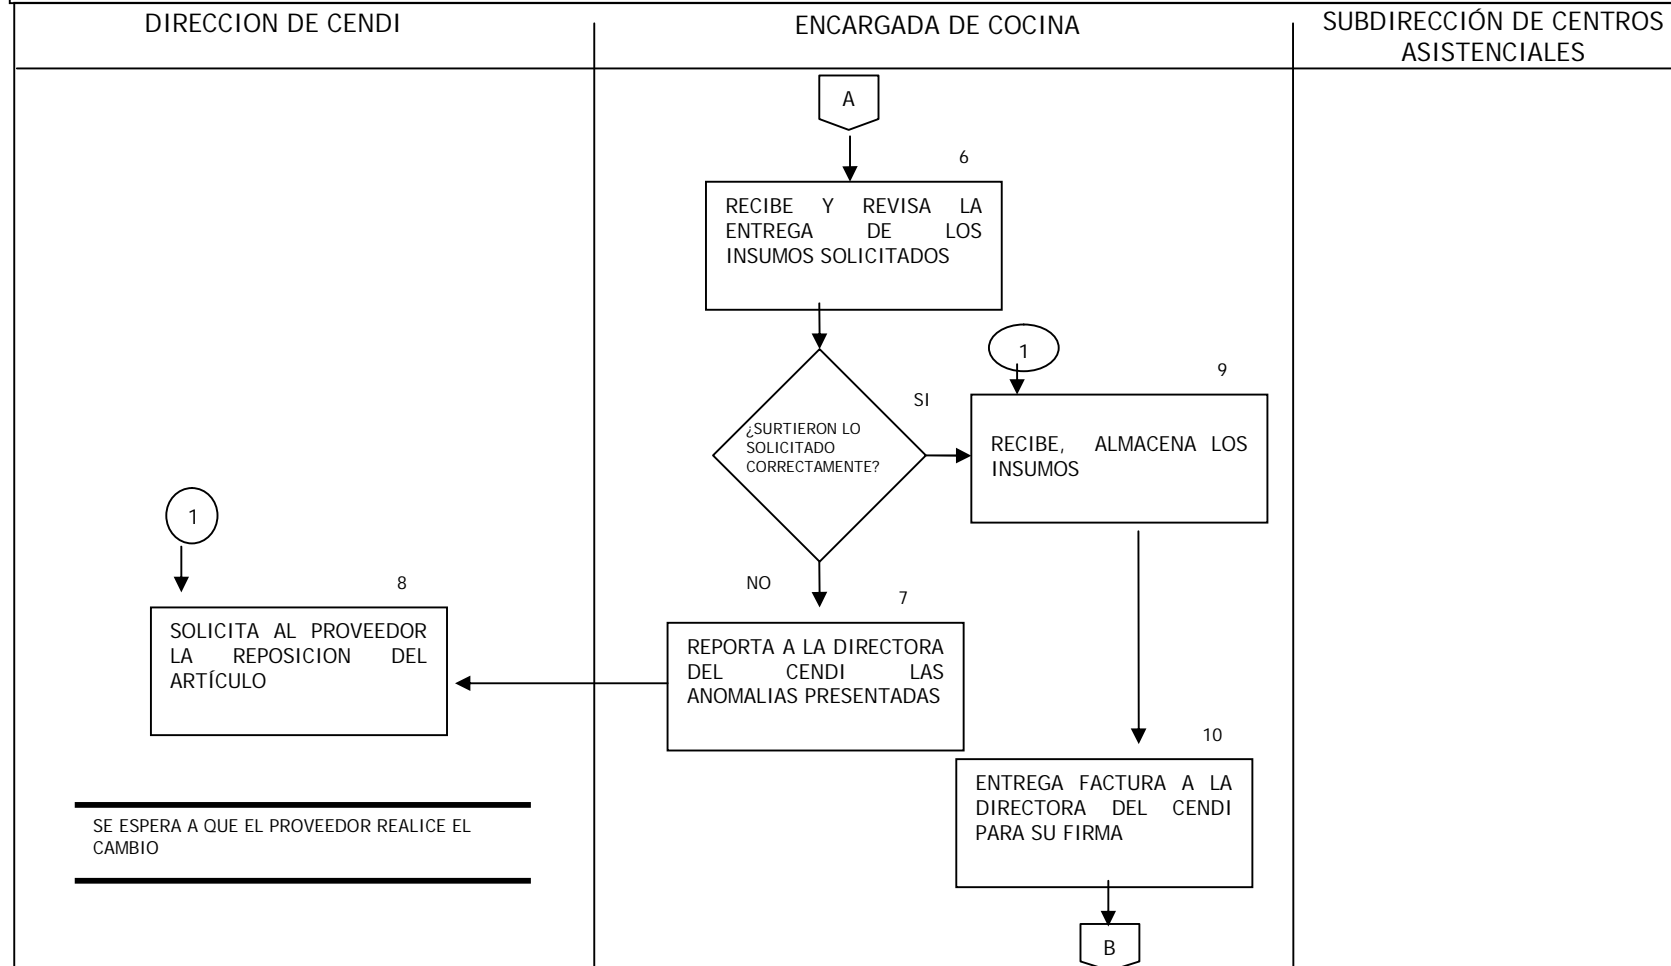 DIRECCION DE CENDI
ENCARGADA DE COCINA
SUBDIRECCIÓN DE CENTROS
ASISTENCIALES
A
6
RECIBE Y REVISA LA
ENTREGA DE LOS
INSUMOS SOLICITADOS
1
9
SI
¿SURTIERON LO
SOLICITADO
CORRECTAMENTE?
RECIBE, ALMACENA LOS
INSUMOS
1
NO
8
7
SOLICITA AL PROVEEDOR
LA REPOSICION DEL
ARTÍCULO
REPORTA A LA DIRECTORA
DEL CENDI LAS
ANOMALIAS PRESENTADAS
10
ENTREGA FACTURA A LA
DIRECTORA DEL CENDI
PARA SU FIRMA
SE ESPERA A QUE EL PROVEEDOR REALICE EL
CAMBIO
B